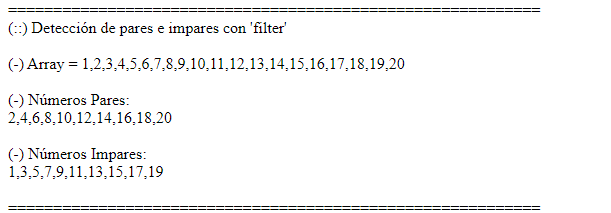 ============================================================
(::) Detección de pares e impares con 'filter'
(-) Array = 1,2,3,4,5,6,7,8,9,10,11,12,13,14,15,16,17,18,19,20
(-) Números Pares:
2,4,6,8,10,12,14,16,18,20
(-) Números Impares:
1,3,5,7,9,11,13,15,17,19
============================================================